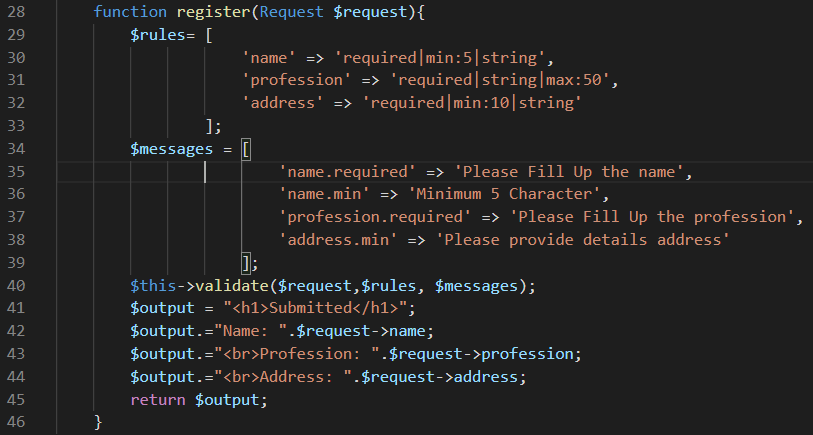 28 function register(Request $request){
29 $rules= [
30 'name' => 'required|min:5|string',
31 'profession' => 'required|string|max:50',
32 'address' => 'required|min:10|string'
33 ];
34 $messages = [
35 'name.required' => 'Please Fill Up the name',
36 'name.min' => 'Minimum 5 Character',
37 'profession.required' => 'Please Fill Up the profession',
38 'address.min' => 'Please provide details address'
39 ];
40 $this->validate($request,$rules, $messages);
41 $output = "<h1>Submitted</h1>";
42 $output.="Name: ".$request->name;
43 $output.="<br>Profession: ".$request->profession;
44 $output.="<br>Address: ".$request->address;
45 return $output;
46 }